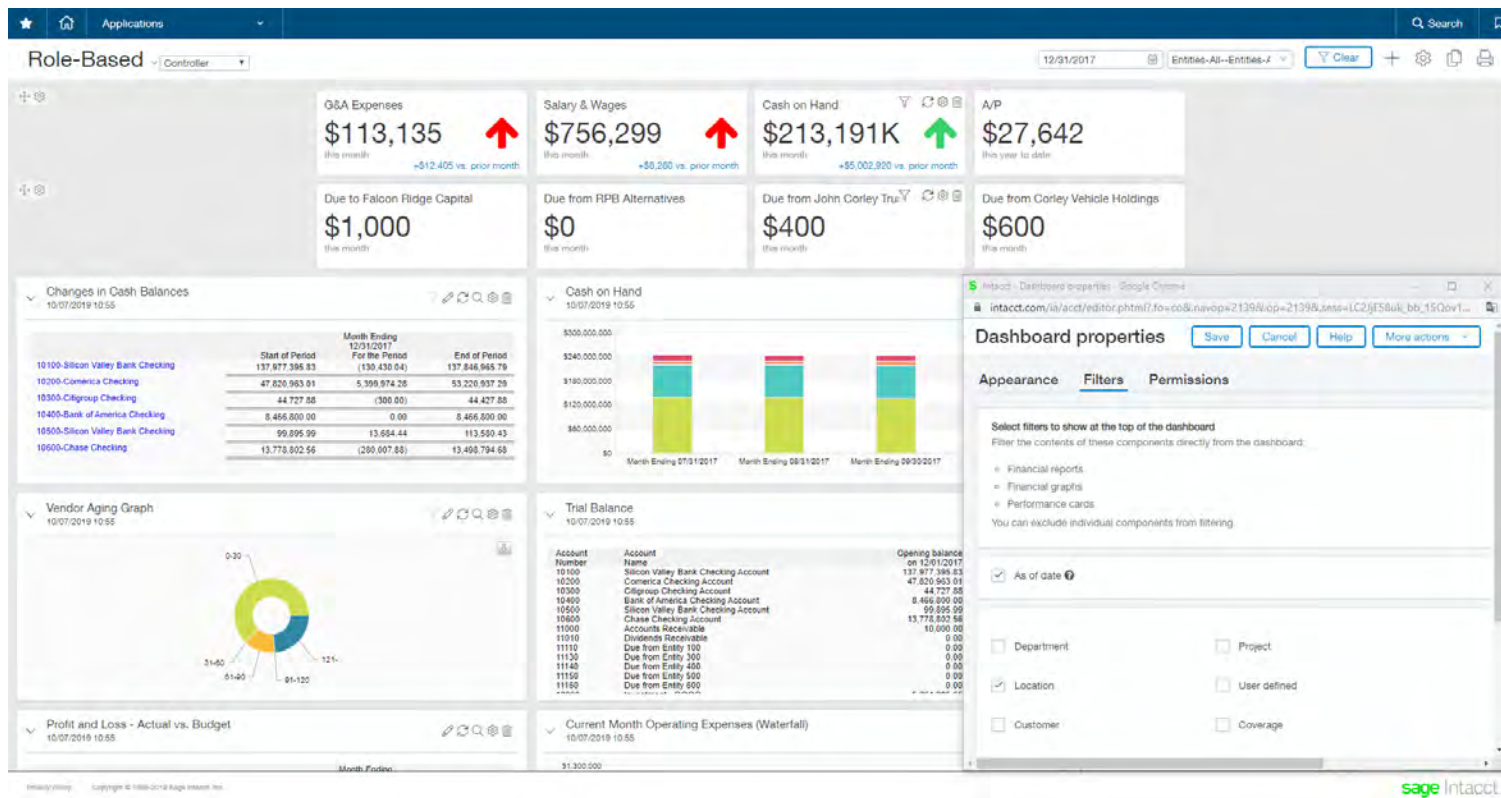 Applications
Search
Role-Based
Controller
12/31/2017
Entities-All--Entities-A
Clear
G&A Expenses
$113,135
this month
+$12,405 vs. prior month
Salary & Wages
$756,299
this month
+$8,260 vs. prior month
Cash on Hand
$213,191K
this month
+$5,002,920 vs. prior month
A/P
$27,642
this year to date
Due to Falcon Ridge Capital
$1,000
this month
Due from RPB Alternatives
$0
this month
Due from John Corley Tru
$400
this month
Due from Corley Vehicle Holdings
$600
this month
Changes in Cash Balances
10/07/2019 10:55
Month Ending
12/31/2017
Start of Period For the Period End of Period
10100-Silicon Valley Bank Checking 137,977,395.83 (130,430.04) 137,846,965.79
10200-Comerica Checking 47,820,963.01 5,399,974.28 53,220,937.29
10300-Citigroup Checking 44,727.88 (300.00) 44,427.88
10400-Bank of America Checking 8,466,800.00 0.00 8,466,800.00
10500-Silicon Valley Bank Checking 99,895.99 13,684.44 113,580.43
10600-Chase Checking 13,778,802.56 (280,007.88) 13,498,794.68
Cash on Hand
10/07/2019 10:55
$300,000,000
$240,000,000
$180,000,000
$120,000,000
$60,000,000
$0
Month Ending 07/31/2017 Month Ending 08/31/2017 Month Ending 09/30/2017
Vendor Aging Graph
10/07/2019 10:55
0-30
31-60
61-90
91-120
121-
Trial Balance
10/07/2019 10:55
Account Account Opening balance
Number Name on 12/01/2017
10100 Silicon Valley Bank Checking Account 137,977,395.83
10200 Comerica Checking Account 47,820,963.01
10300 Citigroup Checking Account 44,727.88
10400 Bank of America Checking Account 8,466,800.00
10500 Silicon Valley Bank Checking Account 99,895.99
10600 Chase Checking Account 13,778,802.56
11000 Accounts Receivable 10,000.00
11010 Dividends Receivable 0.00
11110 Due from Entity 100 0.00
11130 Due from Entity 300 0.00
11140 Due from Entity 400 0.00
11150 Due from Entity 500 0.00
11160 Due from Entity 600 0.00
Profit and Loss - Actual vs. Budget
10/07/2019 10:55
Month Ending
Current Month Operating Expenses (Waterfall)
10/07/2019 10:55
$1,300,000
Intacct - Dashboard properties - Google Chrome
Dashboard properties
Save
Cancel
Help
More actions
Appearance
Filters
Permissions
Select filters to show at the top of the dashboard
Filter the contents of these components directly from the dashboard:
Financial reports
Financial graphs
Performance cards
You can exclude individual components from filtering.
As of date
Department
Project
Location
User defined
Customer
Coverage
Privacy Policy Copyright © 1999-2019 Sage Intacct, Inc.
sage Intacct